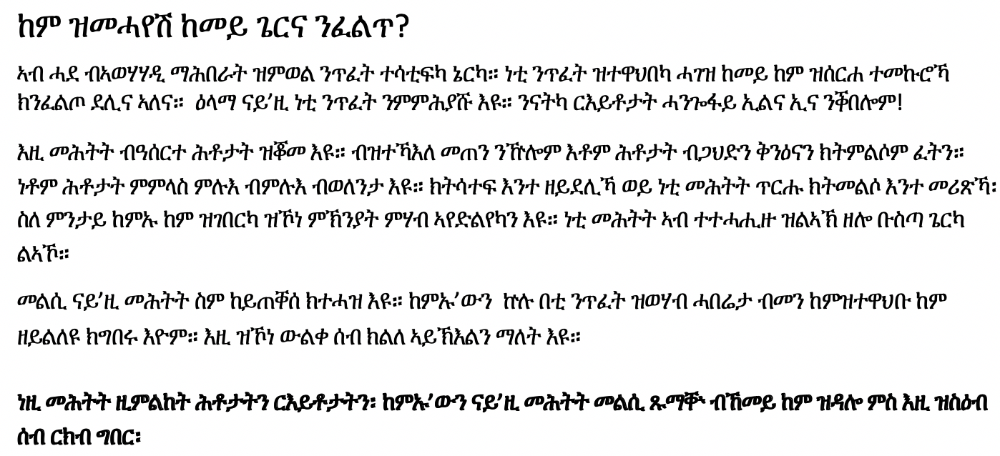 ከም ዝመሓየሽ ከመይ ጌርና ንፈልጥ?
ኣብ ሓደ ብኣወሃሃዲ ማሕበራት ዝምወል ንጥፈት ተሳቲፍካ ኔርካ። ነቲ ንጥፈት ዝተዋህበካ ሓገዝ ከመይ ከም ዝሰርሐ ተመኩሮኻ
ክንፈልጦ ደሊና ኣለና። ዕላማ ናይ’ዚ ነቲ ንጥፈት ንምምሕያሹ እዩ። ንናትካ ርእይቶታት ሓንጐፋይ ኢልና ኢና ንቕበሎም!
እዚ መሕትት ብዓሰርተ ሕቶታት ዝቖመ እዩ። ብዝተኻእለ መጠን ንዅሎም እቶም ሕቶታት ብጋህድን ቅንዕናን ክትምልሶም ፈትን።
ነቶም ሕቶታት ምምላስ ምሉእ ብምሉእ ብወለንታ እዩ። ክትሳተፍ እንተ ዘይደሊኻ ወይ ነቲ መሕትት ጥርሑ ክትመልሶ እንተ መሪጽኻ፡
ስለ ምንታይ ከምኡ ከም ዝገበርካ ዝኾነ ምኽንያት ምሃብ ኣየድልየካን እዩ። ነቲ መሕትት ኣብ ተተሓሒዙ ዝልኣኽ ዘሎ ቡስጣ ጌርካ
ልኣኾ።
መልሲ ናይ’ዚ መሕትት ስም ከይጠቐሰ ክተሓዝ እዩ። ከምኡ’ውን ኩሉ በቲ ንጥፈት ዝወሃብ ሓበሬታ ብመን ከምዝተዋህቡ ከም
ዘይልለዩ ክግበሩ እዮም። እዚ ዝኾነ ውልቀ ሰብ ክልለ ኣይኽእልን ማለት እዩ።
ነዚ መሕትት ዚምልከት ሕቶታትን ርእይቶታትን፡ ከምኡ’ውን ናይ’ዚ መሕትት መልሲ ጹማቚ ብኸመይ ከም ዝዳሎ ምስ እዚ ዝስዕብ
ሰብ ርክብ ግበር፡